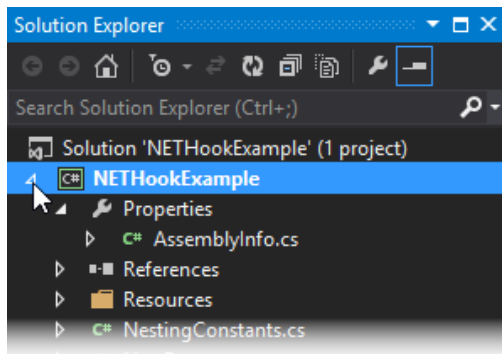 Solution Explorer
Search Solution Explorer (Ctrl+;)
Solution 'NETHookExample' (1 project)
C# NETHookExample
Properties
C# AssemblyInfo.cs
References
Resources
C# NestingConstants.cs